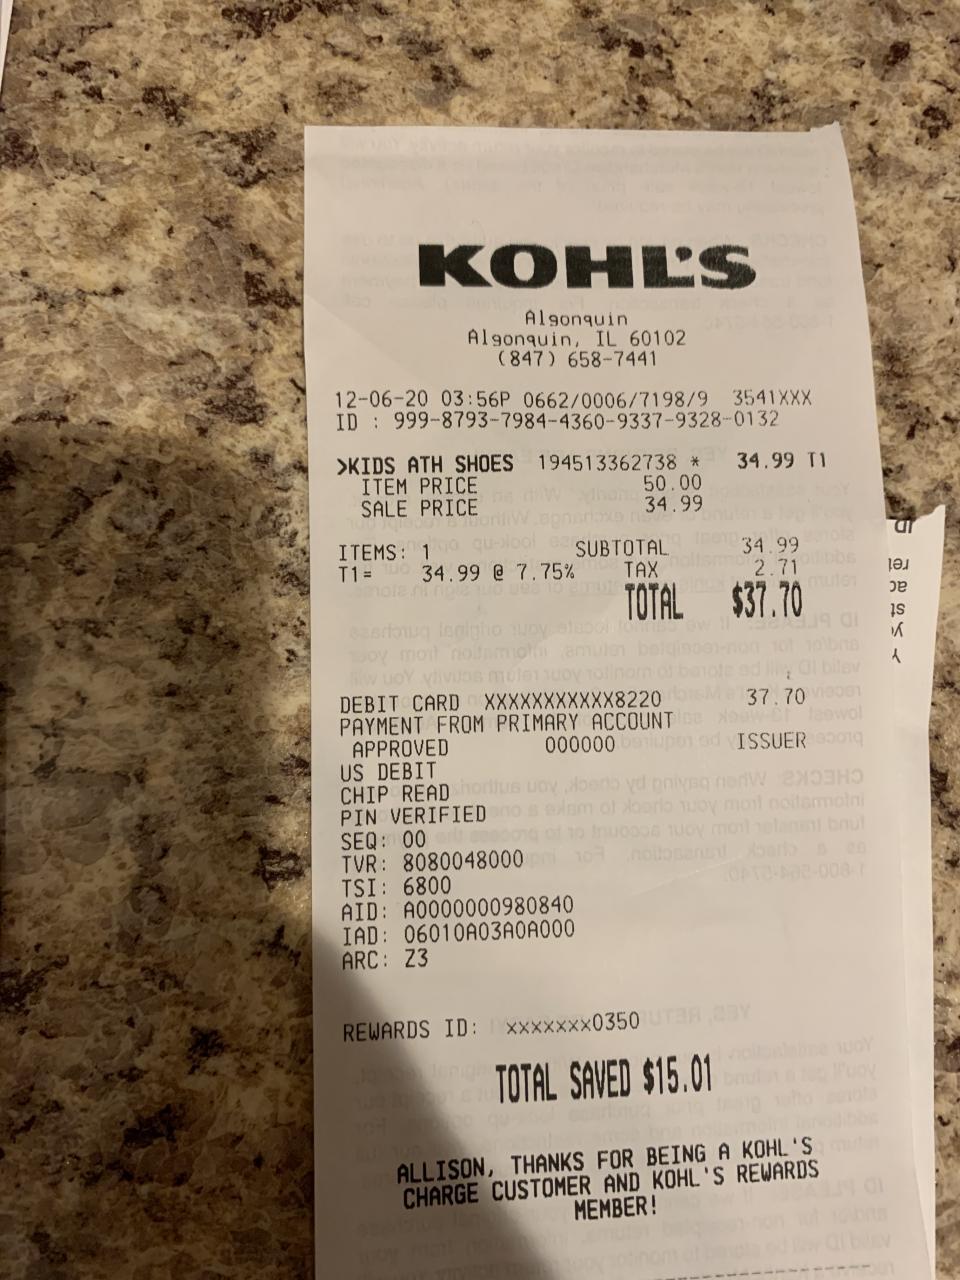 KOHL'S
Algonquin
Algonquin, IL 60102
(847) 658-7441
12-06-20 03:56P 0662/0006/7198/9 3541XXX
ID : 999-8793-7984-4360-9337-9328-0132
>KIDS ATH SHOES 194513362738 * 34.99 T1
ITEM PRICE 50.00
SALE PRICE 34.99
ITEMS: 1 SUBTOTAL 34.99
T1= 34.99 @ 7.75% TAX 2.71
TOTAL $37.70
DEBIT CARD XXXXXXXXXXXX8220 37.70
PAYMENT FROM PRIMARY ACCOUNT
APPROVED 000000 ISSUER
US DEBIT
CHIP READ
PIN VERIFIED
SEQ: 00
TVR: 8080048000
TSI: 6800
AID: A0000000980840
IAD: 06010A03A0A000
ARC: Z3
REWARDS ID: xxxxxxx0350
TOTAL SAVED $15.01
ALLISON, THANKS FOR BEING A KOHL'S
CHARGE CUSTOMER AND KOHL'S REWARDS
MEMBER!